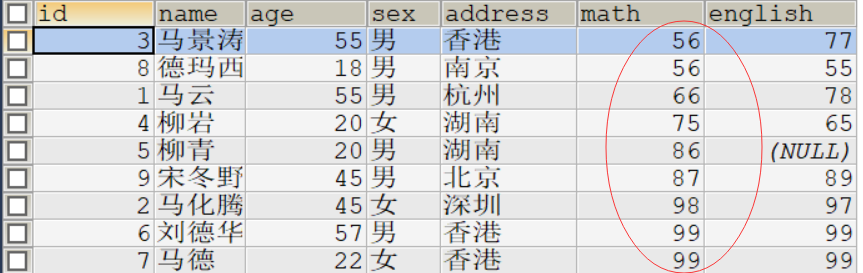 id name age sex address math english
3 马景涛 55 男 香港 56 77
8 德玛西 18 男 南京 56 55
1 马云 55 男 杭州 66 78
4 柳岩 20 女 湖南 75 65
5 柳青 20 男 湖南 86 (NULL)
9 宋冬野 45 男 北京 87 89
2 马化腾 45 女 深圳 98 97
6 刘德华 57 男 香港 99 99
7 马德 22 女 香港 99 99